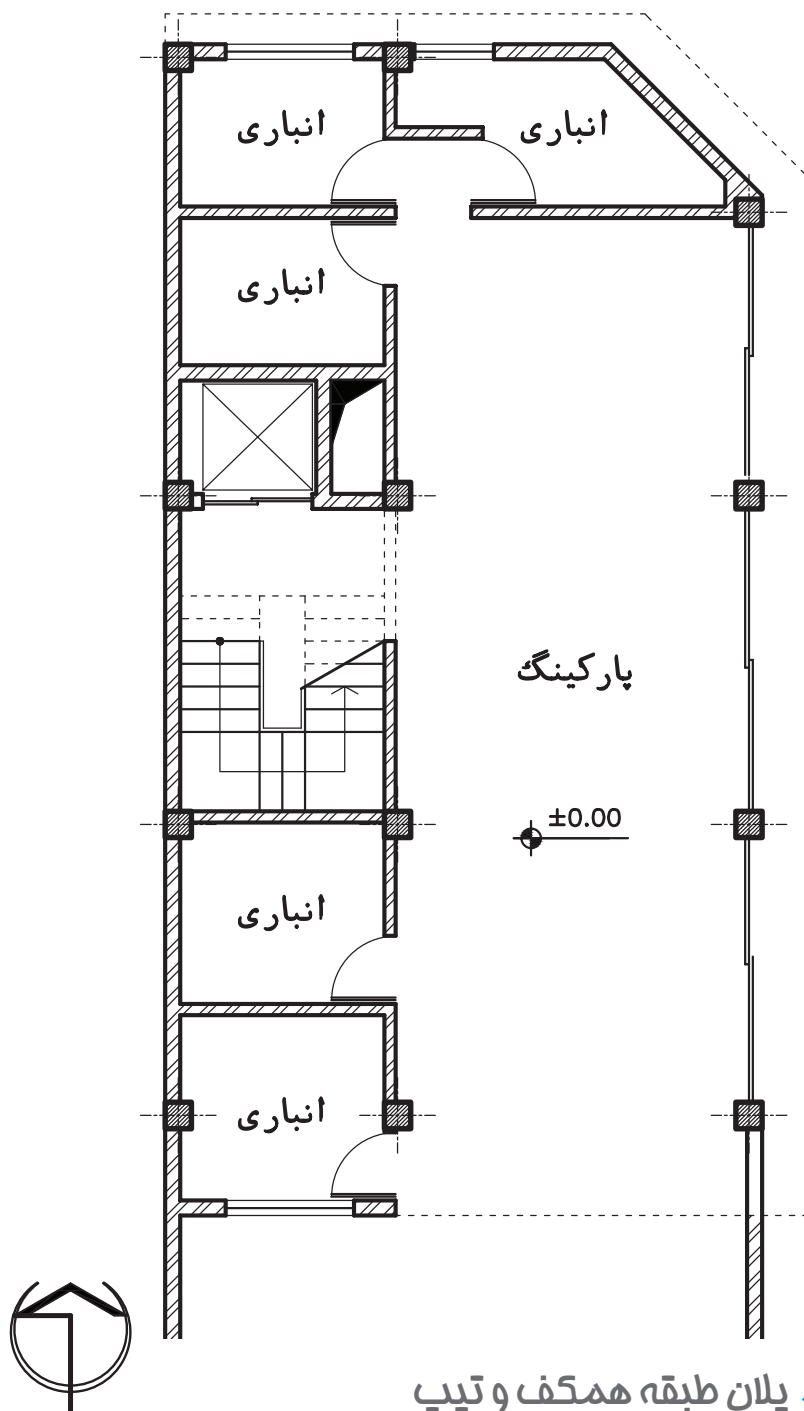 انباری
انباری
انباری
پارکینگ
±0.00
انباری
انباری
پلان طبقه همکف و تیپ